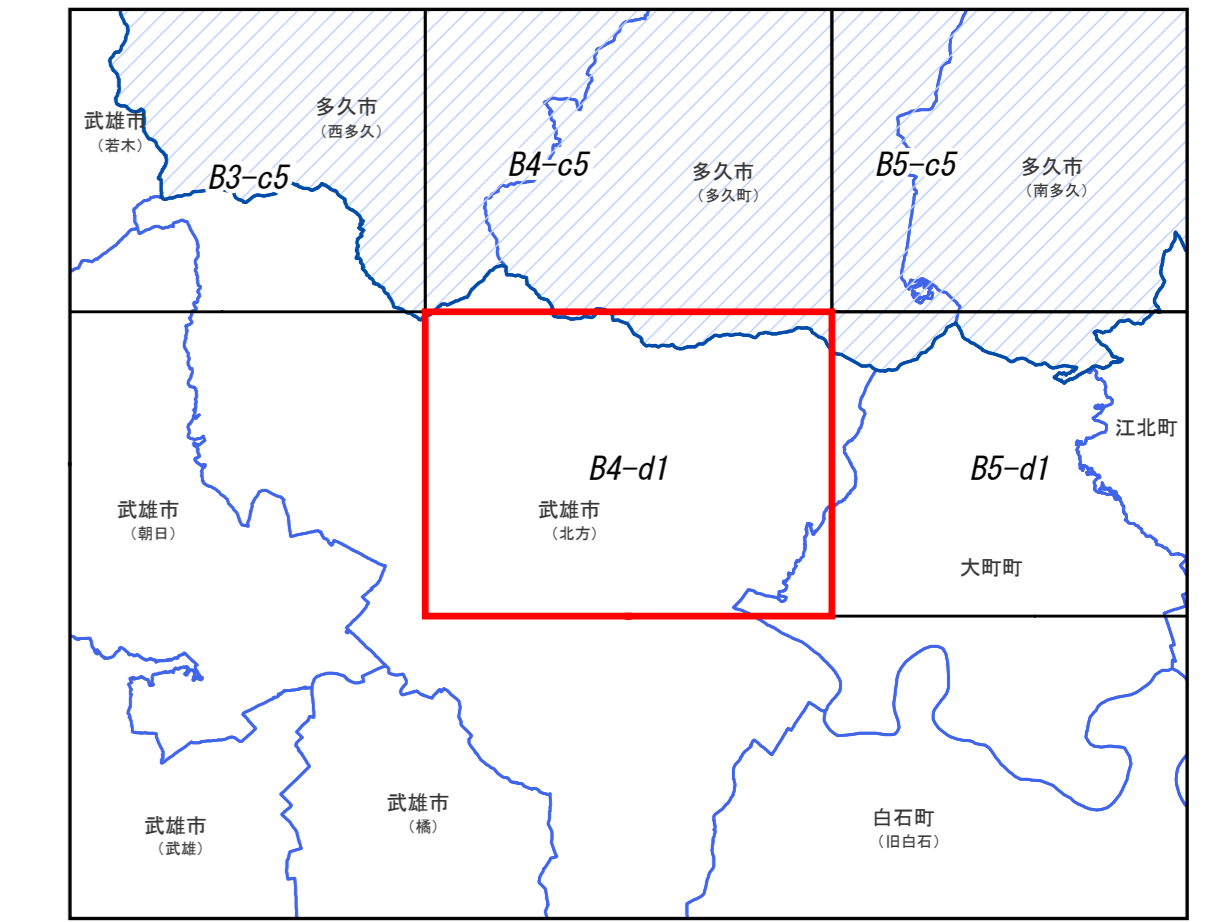 武雄市
（若木）
多久市
（西多久）
B3-c5
B4-c5
多久市
（多久町）
B5-c5
多久市
（南多久）
武雄市
（朝日）
B4-d1
武雄市
（北方）
B5-d1
江北町
大町町
武雄市
（武雄）
武雄市
（橘）
白石町
（旧白石）